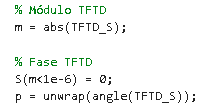 % Módulo TFTD
m = abs(TFTD_S);
% Fase TFTD
S(m<1e-6) = 0;
p = unwrap(angle(TFTD_S));